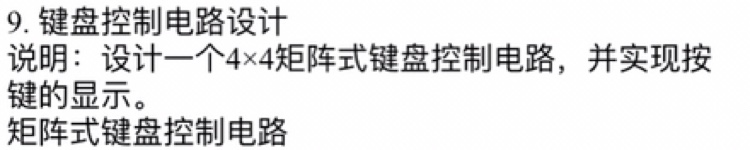 9. 键盘控制电路设计
说明：设计一个4×4矩阵式键盘控制电路，并实现按
键的显示。
矩阵式键盘控制电路